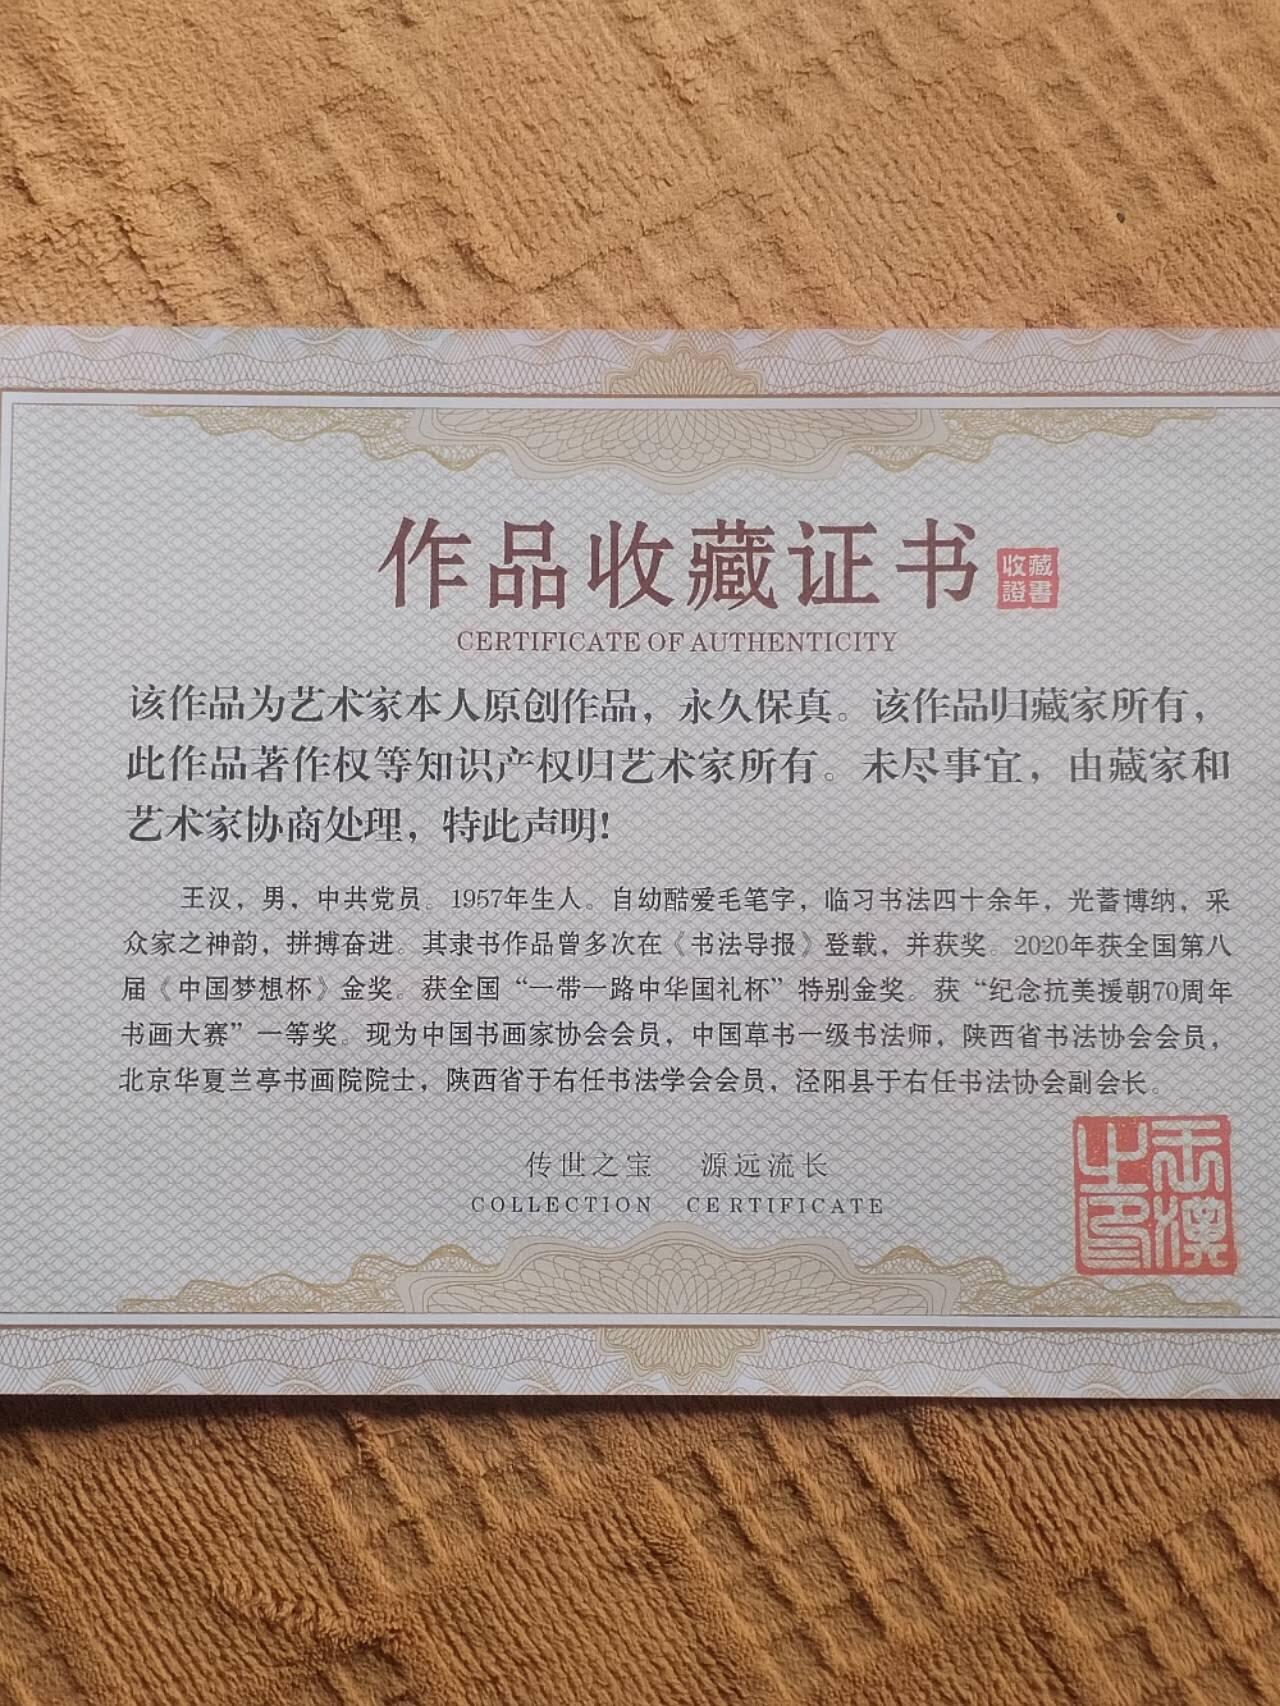 作品收藏证书
收藏
證書
CERTIFICATE OF AUTHENTICITY
该作品为艺术家本人原创作品，永久保真。该作品归藏家所有，
此作品著作权等知识产权归艺术家所有。未尽事宜，由藏家和
艺术家协商处理，特此声明!
王汉，男，中共党员。1957年生人。自幼酷爱毛笔字，临习书法四十余年，光蓄博纳，采
众家之神韵，拼搏奋进。其隶书作品曾多次在《书法导报》登载，并获奖。2020年获全国第八
届《中国梦想杯》金奖。获全国“一带一路中华国礼杯”特别金奖。获“纪念抗美援朝70周年
书画大赛”一等奖。现为中国书画家协会会员，中国草书一级书法师，陕西省书法协会会员，
北京华夏兰亭书画院院士，陕西省于右任书法学会会员，泾阳县于右任书法协会副会长。
传世之宝 源远流长
COLLECTION CERTIFICATE
王漢
之印